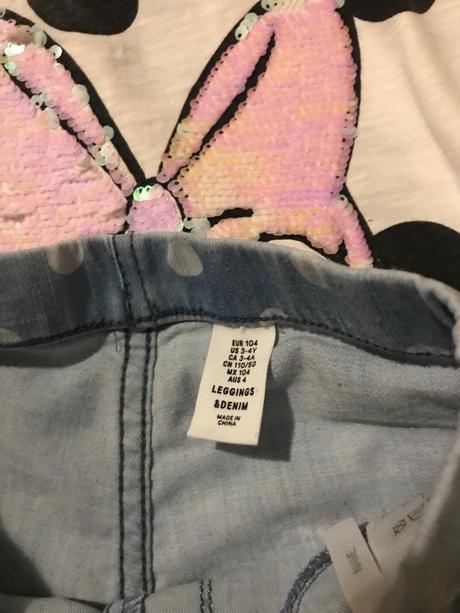 EUR 104
US 3-4Y
CA 3-4A
CN 110/50
MX 104
AUS 4
LEGGINGS
&DENIM
MADE IN
CHINA